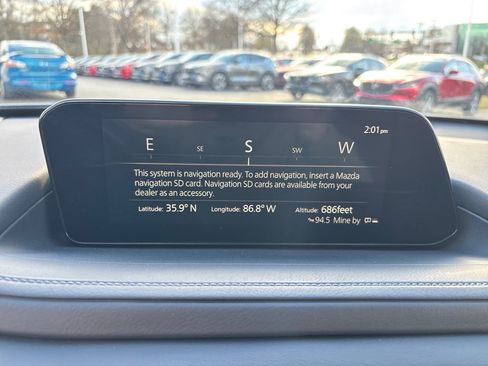 2:01pm
E SE S SW W
This system is navigation ready. To add navigation, insert a Mazda
navigation SD card. Navigation SD cards are available from your
dealer as an accessory.
Latitude: 35.9° N Longitude: 86.8° W Altitude: 686feet
94.5 Mine by